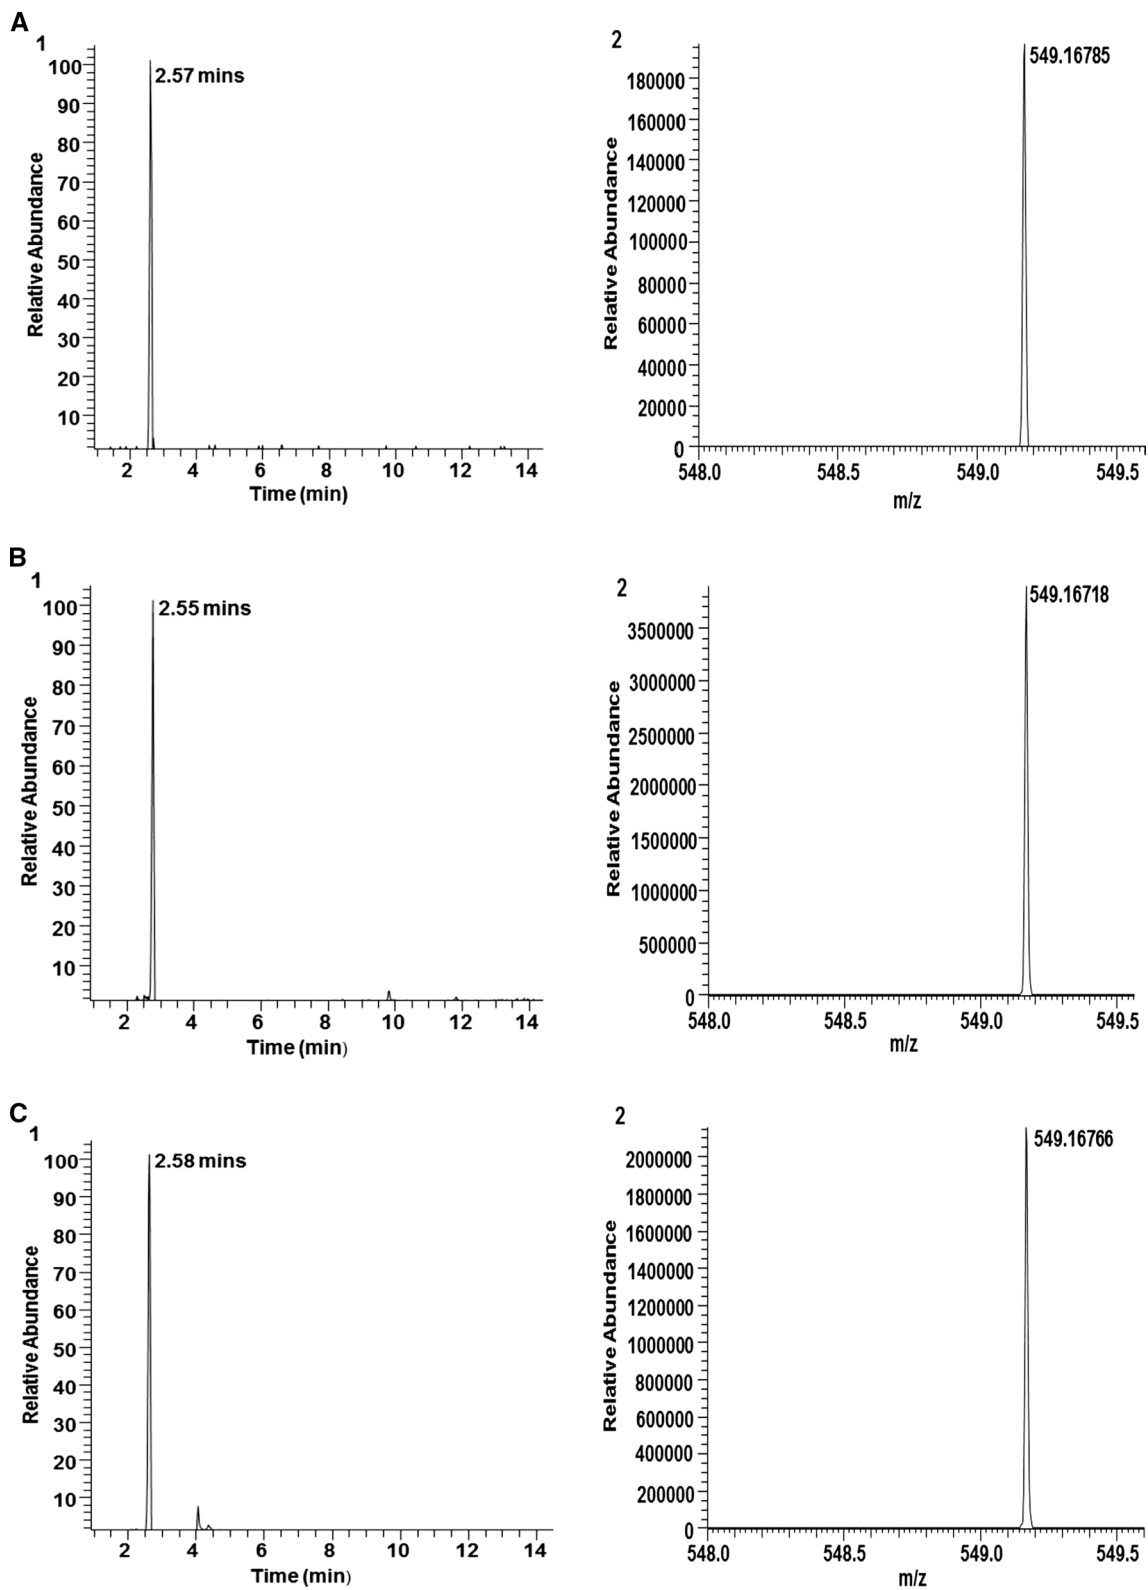 A
1
2.57 mins
Relative Abundance
100
90
80
70
60
50
40
30
20
10
2 4 6 8 10 12 14
Time (min)
2
549.16785
Relative Abundance
180000
160000
140000
120000
100000
80000
60000
40000
20000
0
548.0 548.5 549.0 549.5
m/z
B
1
2.55 mins
Relative Abundance
100
90
80
70
60
50
40
30
20
10
2 4 6 8 10 12 14
Time (min)
2
549.16718
Relative Abundance
3500000
3000000
2500000
2000000
1500000
1000000
500000
0
548.0 548.5 549.0 549.5
m/z
C
1
2.58 mins
Relative Abundance
100
90
80
70
60
50
40
30
20
10
2 4 6 8 10 12 14
Time (min)
2
549.16766
Relative Abundance
2000000
1800000
1600000
1400000
1200000
1000000
800000
600000
400000
200000
0
548.0 548.5 549.0 549.5
m/z